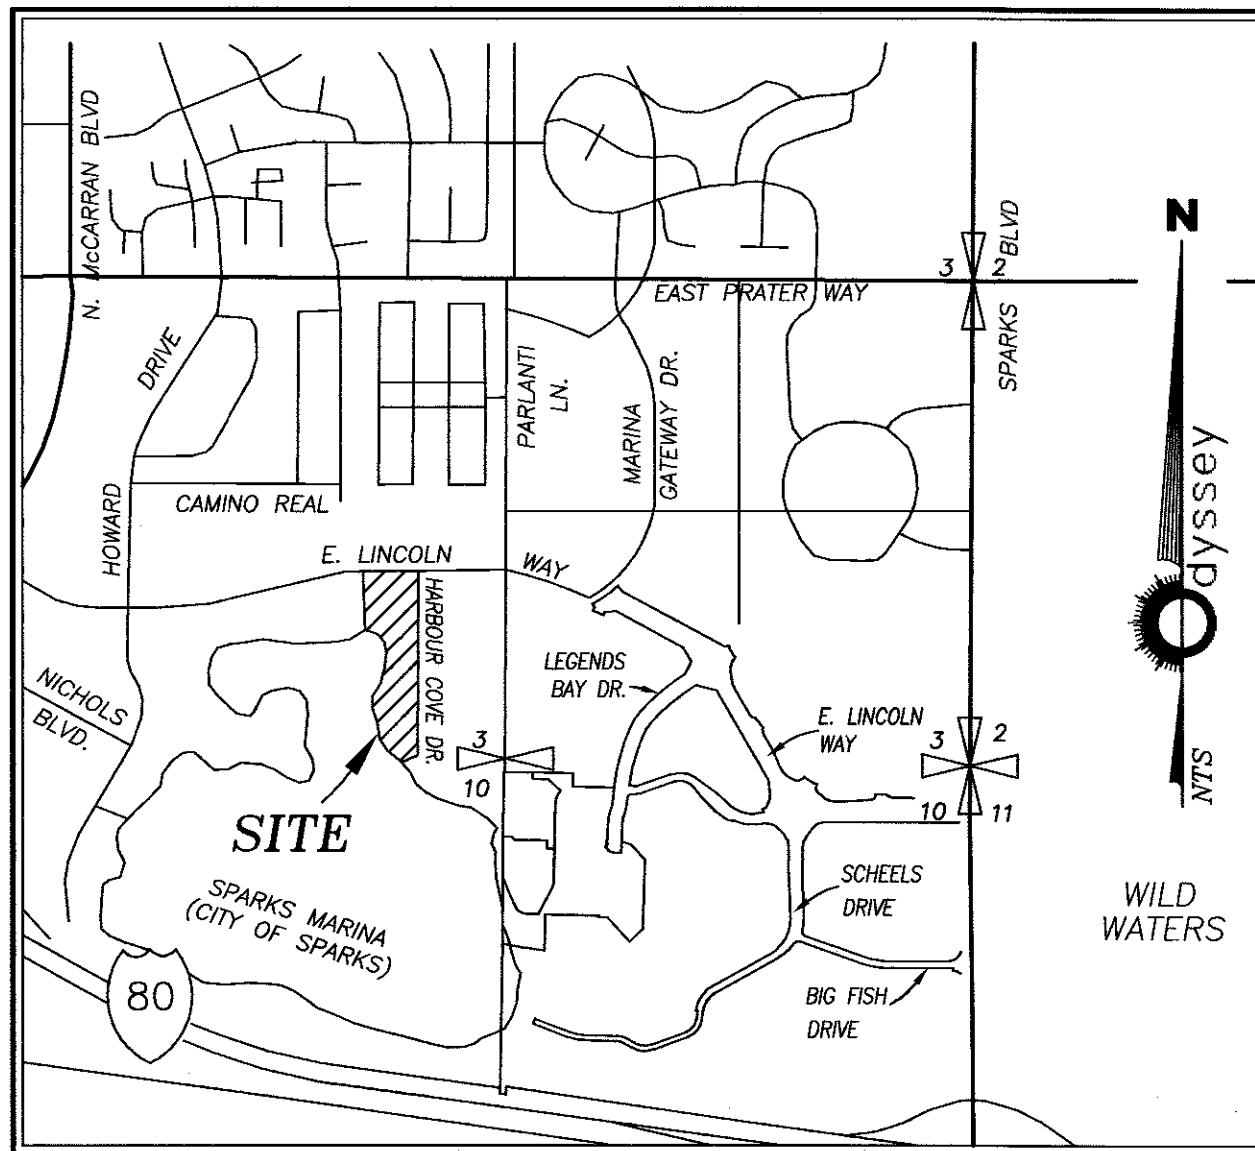 N. McCARRAN BLVD
N
BLVD
3 2
EAST PRATER WAY
SPARKS
DRIVE
PARLANTI
LN.
MARINA
GATEWAY DR.
dyssey
CAMINO REAL
HOWARD
E. LINCOLN WAY
HARBOUR COVE DR.
LEGENDS
BAY DR.
NICHOLS
BLVD.
E. LINCOLN
WAY
3
10
3 2
10 11
NTS
SITE
SPARKS MARINA
(CITY OF SPARKS)
SCHEELS
DRIVE
WILD
WATERS
80
BIG FISH
DRIVE